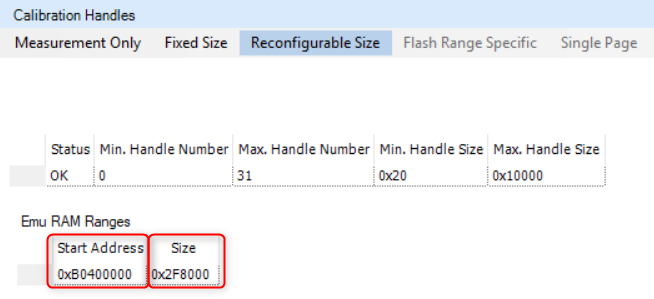 Calibration Handles
Measurement Only Fixed Size Reconfigurable Size Flash Range Specific Single Page
Status Min. Handle Number Max. Handle Number Min. Handle Size Max. Handle Size
OK 0 31 0x20 0x10000
Emu RAM Ranges
Start Address Size
0xB0400000 0x2F8000